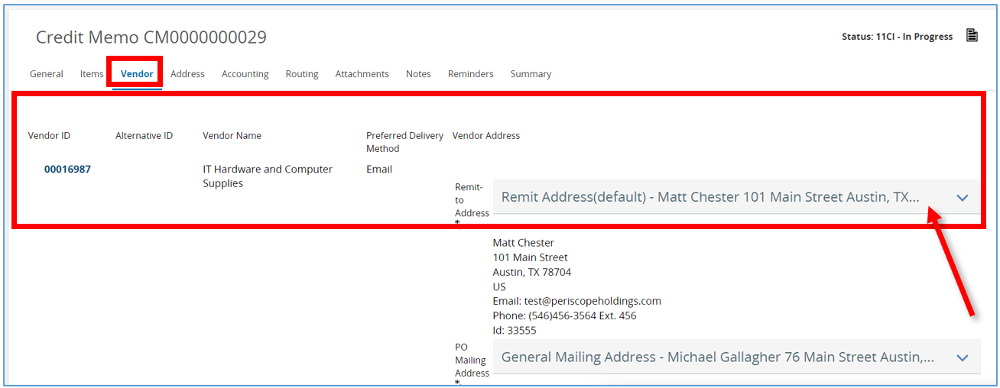 Credit Memo CM0000000029
Status: 11CI - In Progress
General Items Vendor Address Accounting Routing Attachments Notes Reminders Summary
Vendor ID Alternative ID Vendor Name Preferred Delivery Method Vendor Address
00016987 IT Hardware and Computer Supplies Email
Remit-to Address *
Remit Address(default) - Matt Chester 101 Main Street Austin, TX...
Matt Chester
101 Main Street
Austin, TX 78704
US
Email: test@periscopeholdings.com
Phone: (546)456-3564 Ext. 456
Id: 33555
PO Mailing Address *
General Mailing Address - Michael Gallagher 76 Main Street Austin,...